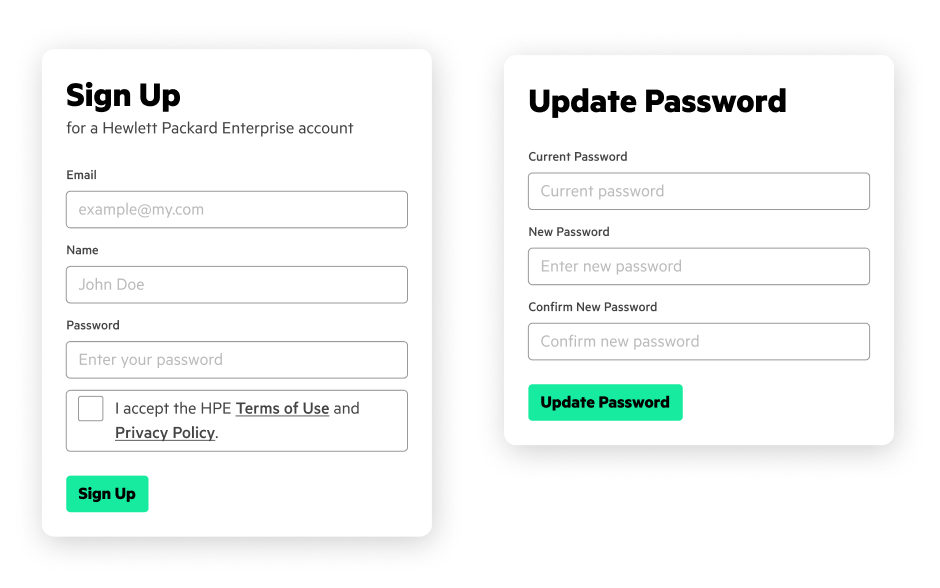 Sign Up
for a Hewlett Packard Enterprise account
Email
example@my.com
Name
John Doe
Password
Enter your password
I accept the HPE Terms of Use and
Privacy Policy.
Sign Up
Update Password
Current Password
Current password
New Password
Enter new password
Confirm New Password
Confirm new password
Update Password